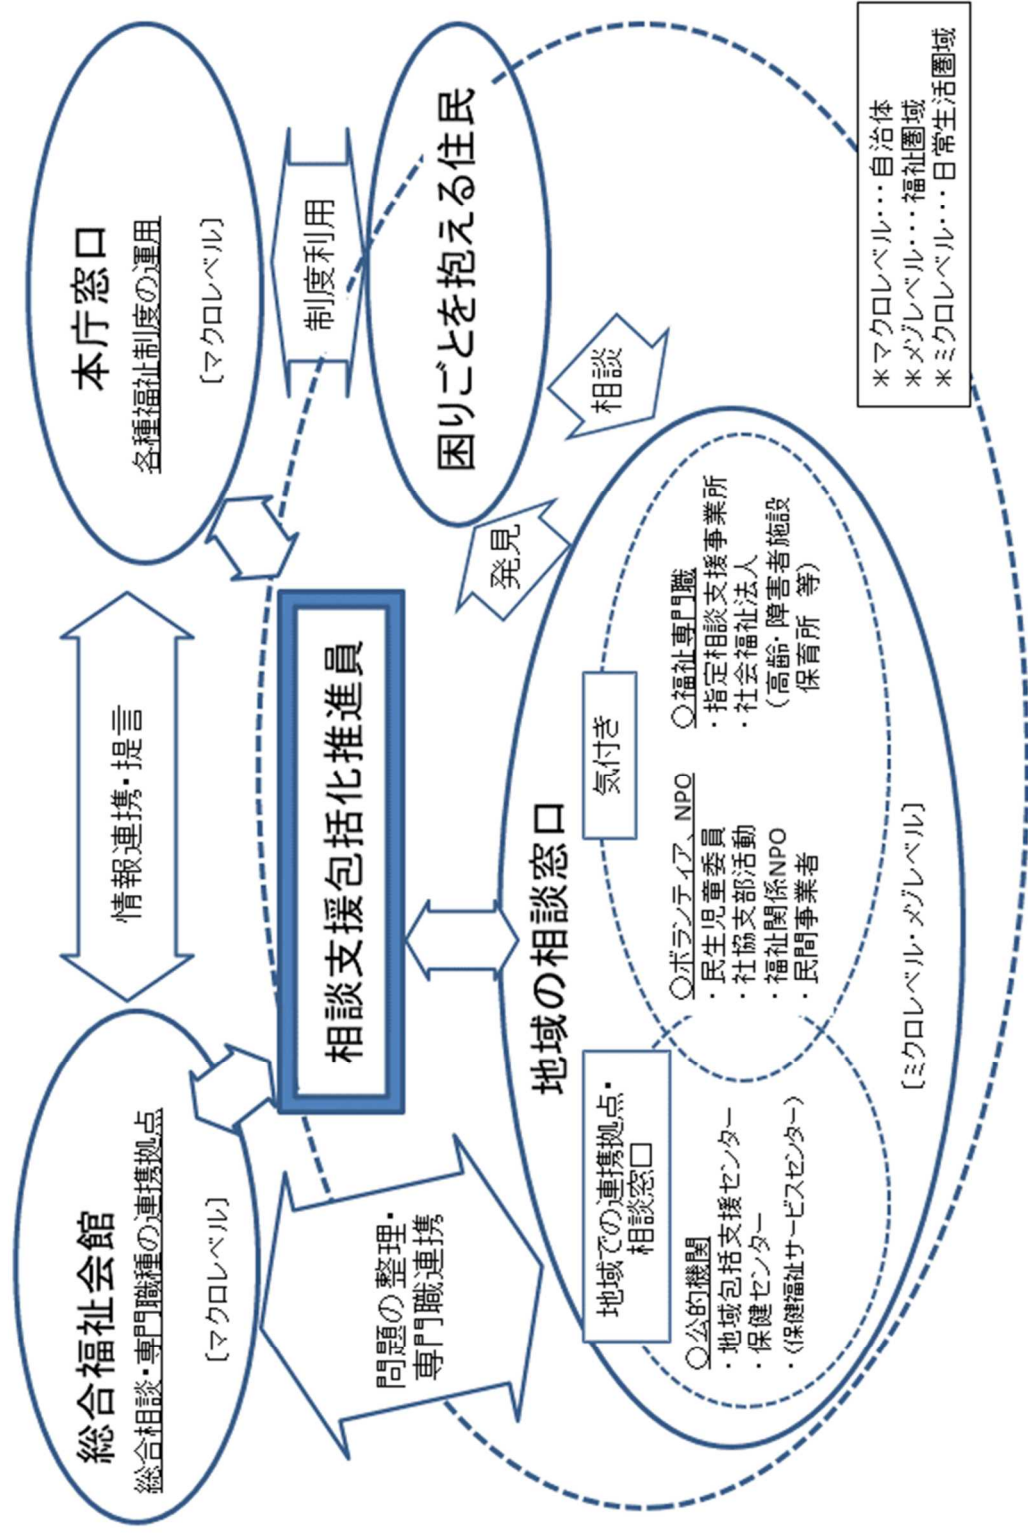 総合福祉会館
総合相談・専門職種の連携拠点
〔マクロレベル〕
情報連携・提言
本庁窓口
各種福祉制度の運用
〔マクロレベル〕
相談支援包括化推進員
制度利用
困りごとを抱える住民
問題の整理・
専門職連携
発見
相談
地域の相談窓口
地域での連携拠点・
相談窓口
気付き
○公的機関
・地域包括支援センター
・保健センター
・（保健福祉サービスセンター）
○ボランティア、NPO
・民生児童委員
・社協支部活動
・福祉関係NPO
・民間事業者
○福祉専門職
・指定相談支援事業所
・社会福祉法人
（高齢・障害者施設
保育所 等）
〔ミクロレベル・メゾレベル〕
＊マクロレベル・・・自治体
＊メゾレベル・・・福祉圏域
＊ミクロレベル・・・日常生活圏域